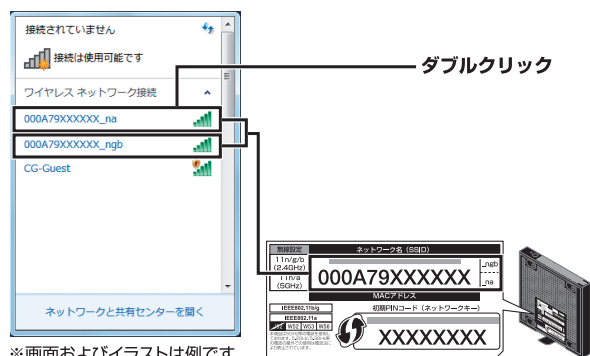 接続されていません
接続は使用可能です
ワイヤレス ネットワーク接続
000A79XXXXXX_na
000A79XXXXXX_ngb
CG-Guest
ネットワークと共有センターを開く
ダブルクリック
無線設定
ネットワーク名（SSID）
11n/g/b
(2.4GHz)
11n/a
(5GHz)
000A79XXXXXX
_ngb
_na
MACアドレス
IEEE802.11b/g
IEEE802.11a
W52 W53 W56
初期PINコード（ネットワークキー）
XXXXXXXX
※画面およびイラストは例です